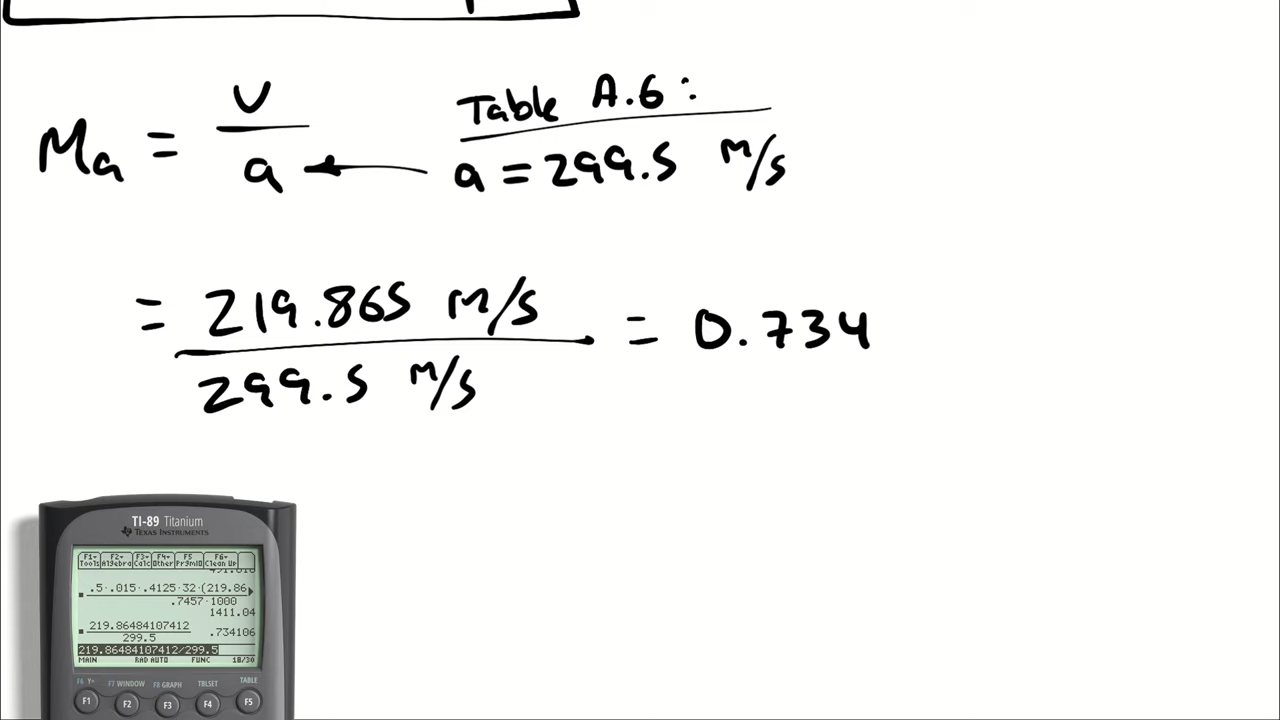 Ma = V / a ← Table A.6:
a = 299.5 m/s
= 219.865 m/s / 299.5 m/s = 0.734
TI-89 Titanium
TEXAS INSTRUMENTS
F1 F2 F3 F4 F5 F6
Tools Algebra Calc Other PrgmIO Clean Up
.5·.015·.4125·32·(219.86
.7457·1000
1411.04
219.86484107412
299.5
.734106
219.86484107412/299.5
MAIN RAD AUTO FUNC 18/30
F6 Y= F7 WINDOW F8 GRAPH TBLSET TABLE
F1 F2 F3 F4 F5